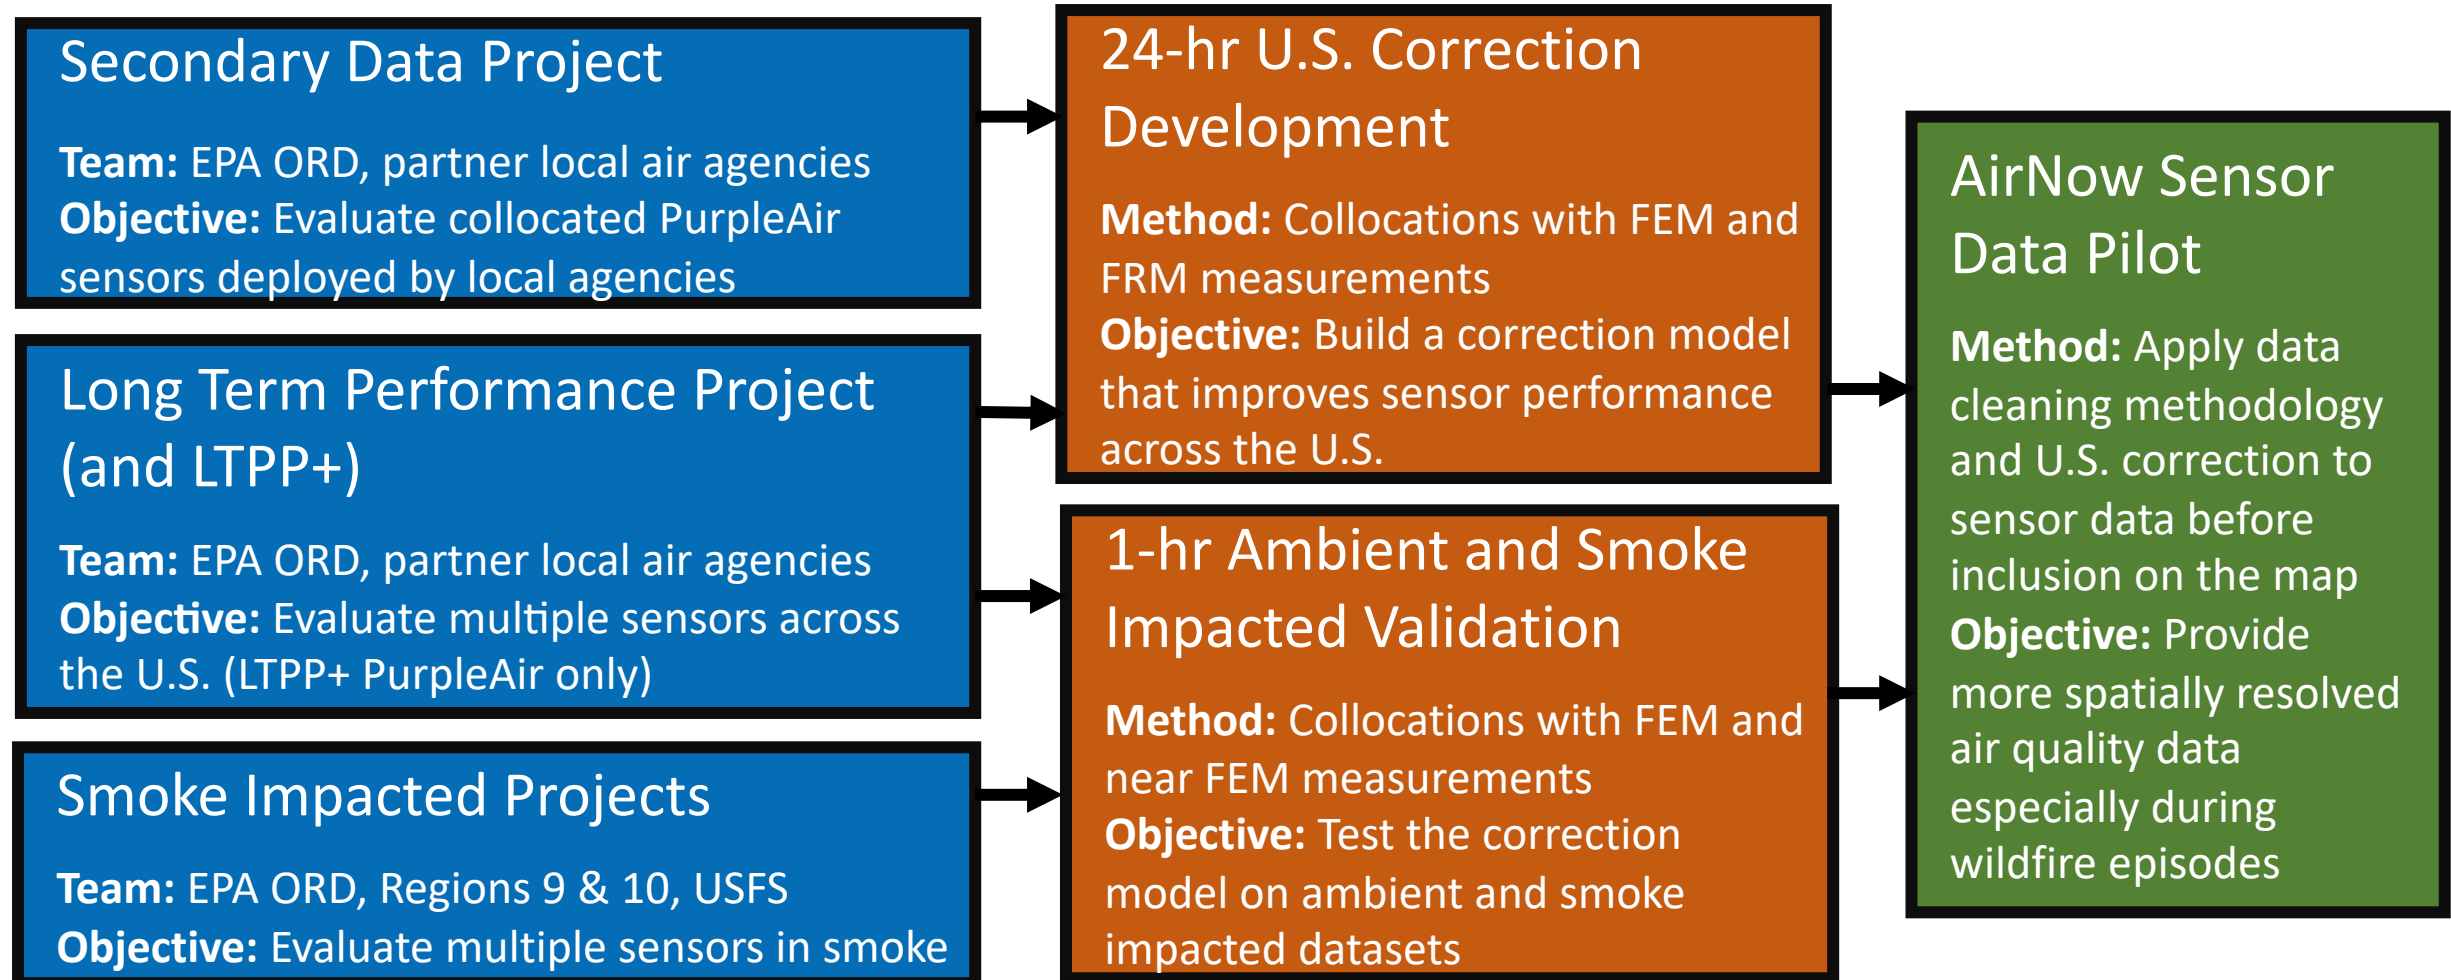 Secondary Data Project
Team: EPA ORD, partner local air agencies
Objective: Evaluate collocated PurpleAir
sensors deployed by local agencies
Long Term Performance Project
(and LTPP+)
Team: EPA ORD, partner local air agencies
Objective: Evaluate multiple sensors across
the U.S. (LTPP+ PurpleAir only)
Smoke Impacted Projects
Team: EPA ORD, Regions 9 & 10, USFS
Objective: Evaluate multiple sensors in smoke
24-hr U.S. Correction
Development
Method: Collocations with FEM and
FRM measurements
Objective: Build a correction model
that improves sensor performance
across the U.S.
1-hr Ambient and Smoke
Impacted Validation
Method: Collocations with FEM and
near FEM measurements
Objective: Test the correction
model on ambient and smoke
impacted datasets
AirNow Sensor
Data Pilot
Method: Apply data
cleaning methodology
and U.S. correction to
sensor data before
inclusion on the map
Objective: Provide
more spatially resolved
air quality data
especially during
wildfire episodes